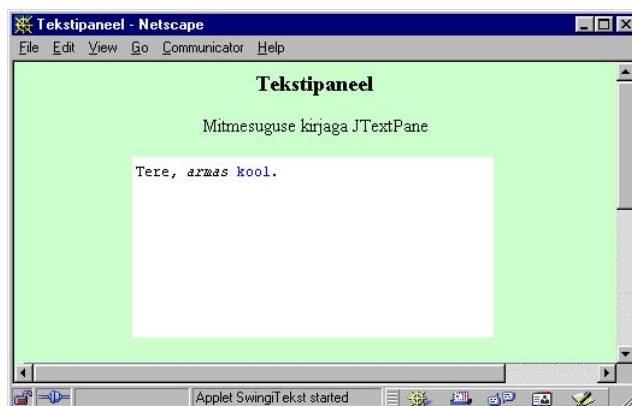 Tekstipaneel - Netscape
File Edit View Go Communicator Help
Tekstipaneel
Mitmesuguse kirjaga JTextPane
Tere, armas kool.
Applet SwingiTekst started